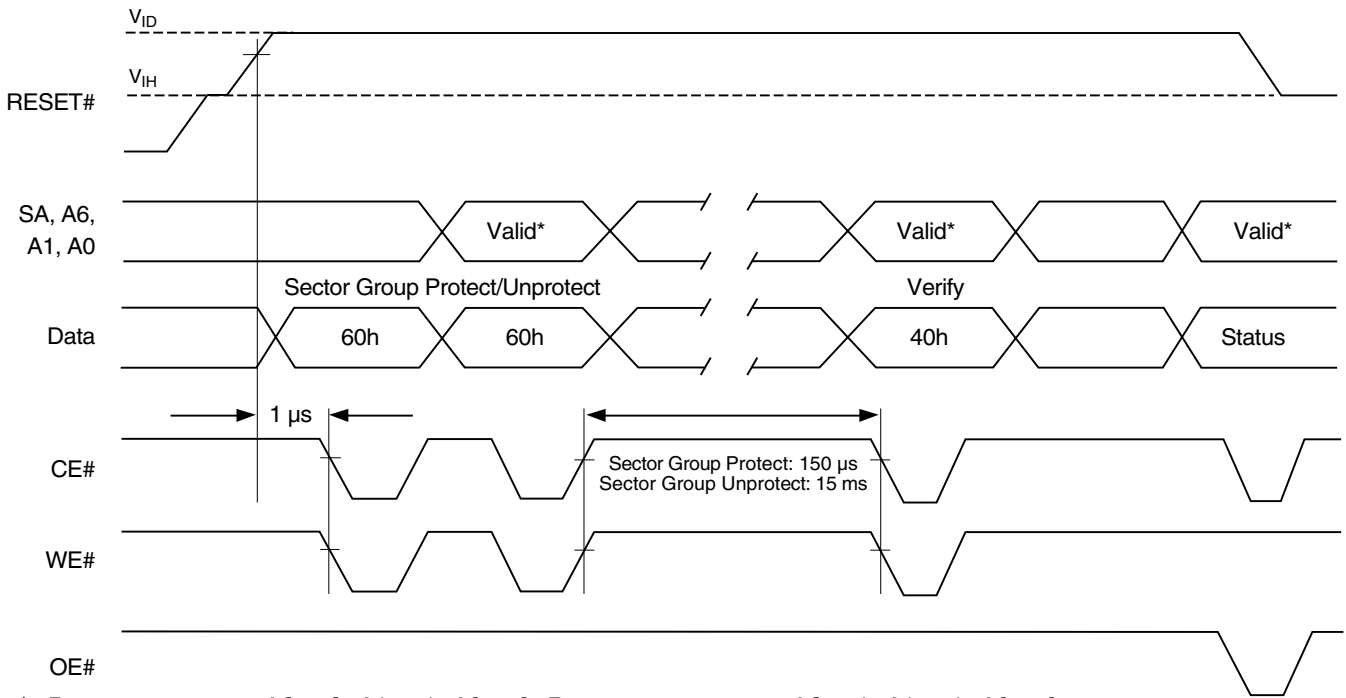 VID
VIH
RESET#
SA, A6,
A1, A0
Valid*
Valid*
Valid*
Sector Group Protect/Unprotect
Verify
Data
60h
60h
40h
Status
1 µs
CE#
Sector Group Protect: 150 µs
Sector Group Unprotect: 15 ms
WE#
OE#